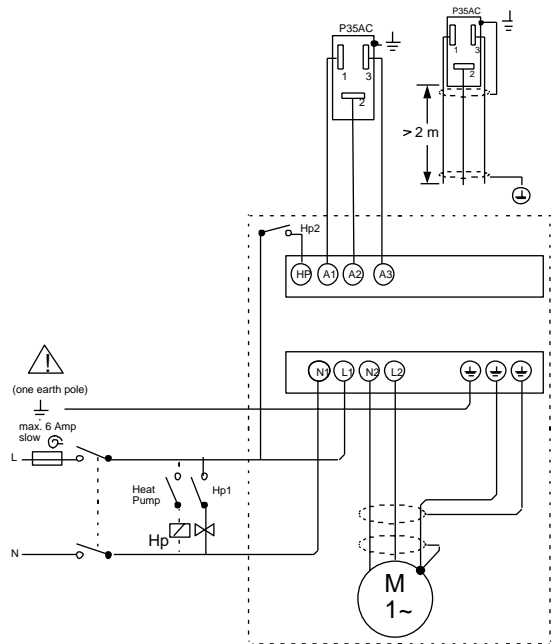 P35AC
1
3
2
1
3
2
P35AC
> 2 m
Hp2
HP
A1
A2
A3
N1
L1
N2
L2
!
(one earth pole)
max. 6 Amp
slow
L
Heat
Pump
Hp1
Hp
N
M
1~